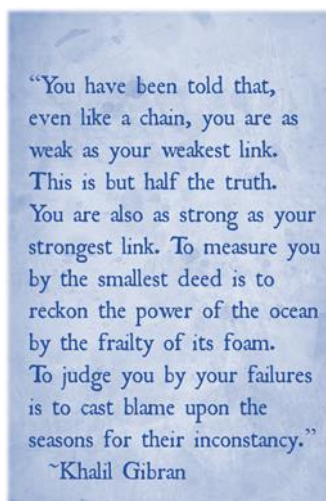 “You have been told that,
even like a chain, you are as
weak as your weakest link.
This is but half the truth.
You are also as strong as your
strongest link. To measure you
by the smallest deed is to
reckon the power of the ocean
by the frailty of its foam.
To judge you by your failures
is to cast blame upon the
seasons for their inconstancy.”
~Khalil Gibran